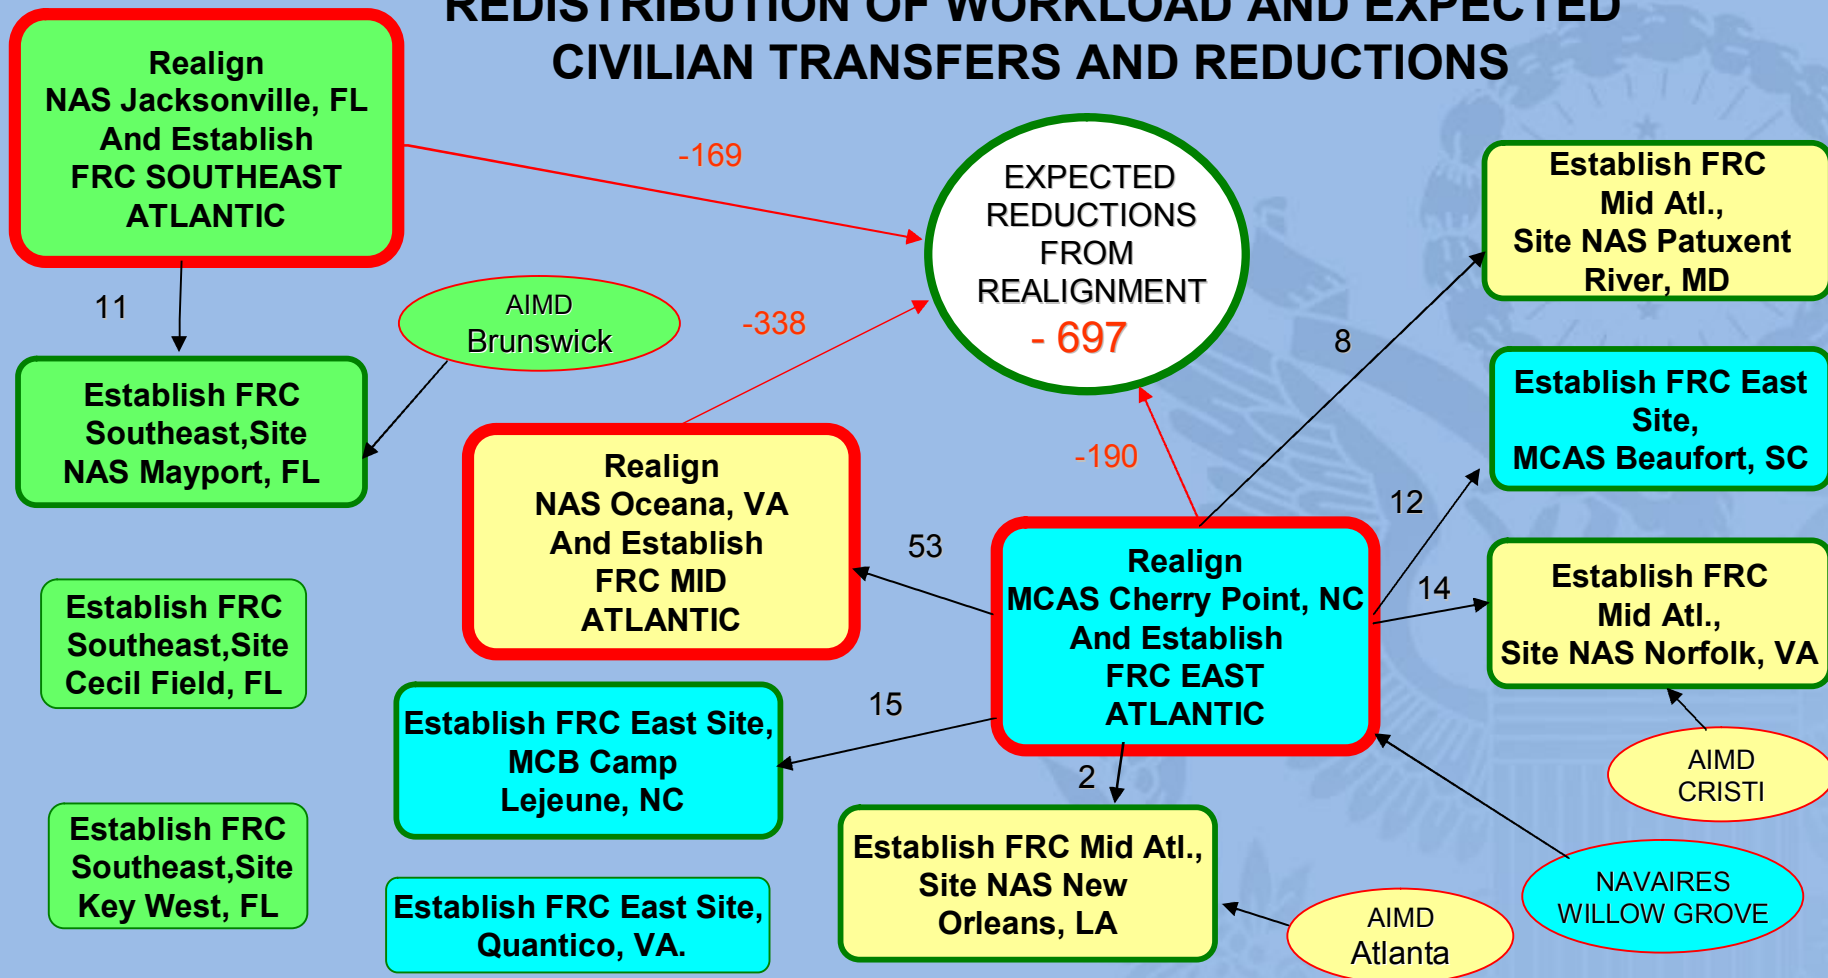 REDISTRIBUTION OF WORKLOAD AND EXPECTED
CIVILIAN TRANSFERS AND REDUCTIONS
Realign
NAS Jacksonville, FL
And Establish
FRC SOUTHEAST
ATLANTIC
-169
EXPECTED
REDUCTIONS
FROM
REALIGNMENT
- 697
Establish FRC
Mid Atl.,
Site NAS Patuxent
River, MD
11
AIMD
Brunswick
-338
8
Establish FRC
Southeast,Site
NAS Mayport, FL
Establish FRC East
Site,
MCAS Beaufort, SC
-190
12
Realign
NAS Oceana, VA
And Establish
FRC MID
ATLANTIC
53
Realign
MCAS Cherry Point, NC
And Establish
FRC EAST
ATLANTIC
14
Establish FRC
Mid Atl.,
Site NAS Norfolk, VA
Establish FRC
Southeast,Site
Cecil Field, FL
Establish FRC East Site,
MCB Camp
Lejeune, NC
15
2
AIMD
CRISTI
Establish FRC
Southeast,Site
Key West, FL
Establish FRC East Site,
Quantico, VA.
Establish FRC Mid Atl.,
Site NAS New
Orleans, LA
AIMD
Atlanta
NAVAIRES
WILLOW GROVE